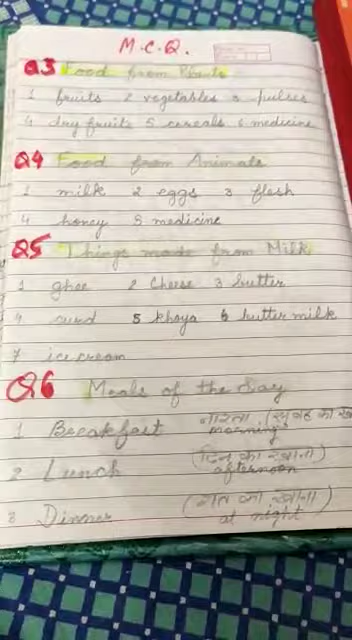 M.C.Q.
Q3 Food from Plants
1 fruits 2 vegetables 3 pulses
4 dry fruits 5 cereals 6 medicine
Q4 Food from Animals
1 milk 2 eggs 3 flesh
4 honey 5 medicine
Q5 Things made from Milk
1 ghee 2 Cheese 3 butter
4 curd 5 khoya 6 butter milk
7 ice cream
Q6 Meals of the Day
1 Breakfast नाश्ता (सुबह का
morning
2 Lunch (दिन का खाना)
afternoon
3 Dinner (रात का खाना)
at night